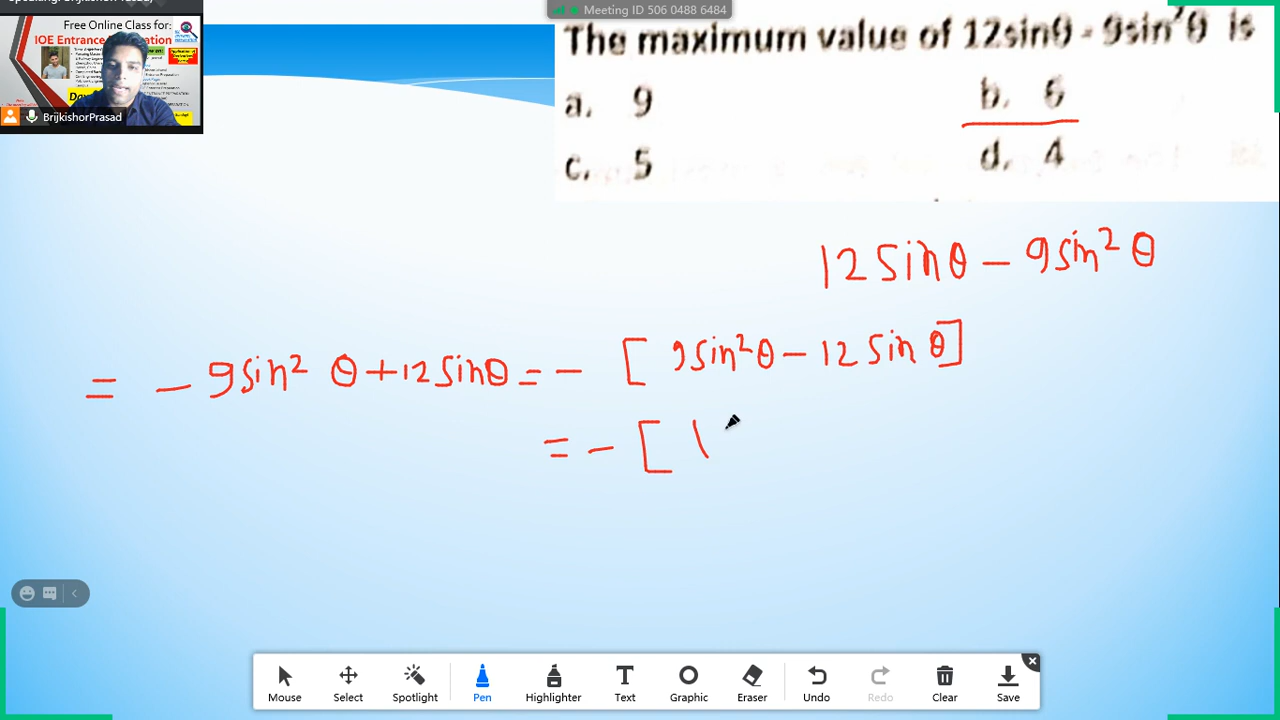 Meeting ID 506 0488 6484
Free Online Class for:
IOE Entrance
BrijkishorPrasad
The maximum value of 12sinθ - 9sin²θ is
a. 9
b. 6
c. 5
d. 4
12 sinθ - 9sin² θ
= - 9sin² θ + 12 sinθ = - [ 9sin²θ - 12 sin θ ]
= - [ (
Mouse Select Spotlight Pen Highlighter Text Graphic Eraser Undo Redo Clear Save